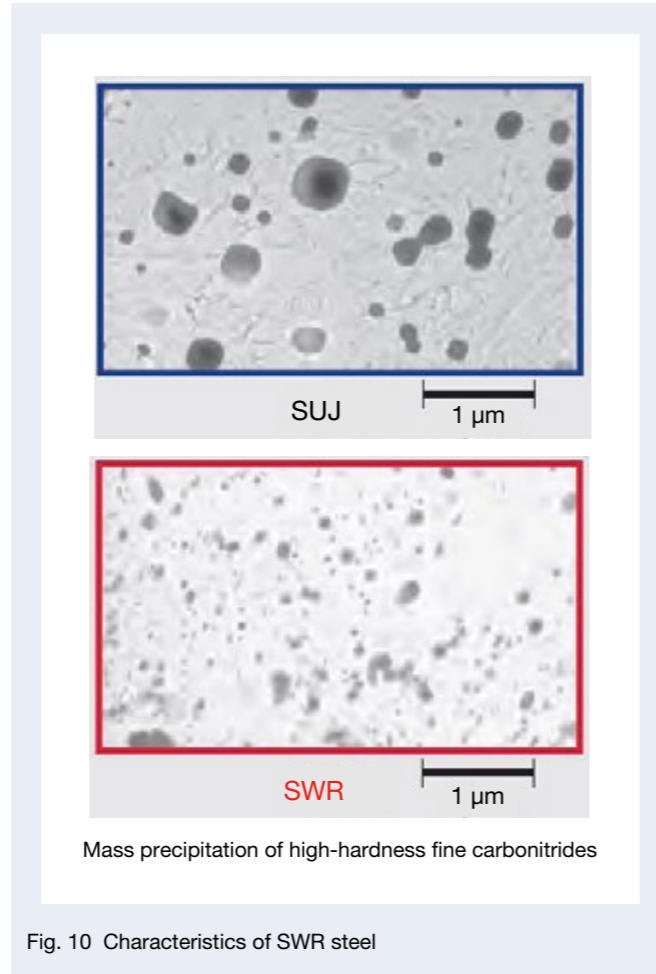 SUJ
1 µm
SWR
1 µm
Mass precipitation of high-hardness fine carbonitrides
Fig. 10  Characteristics of SWR steel